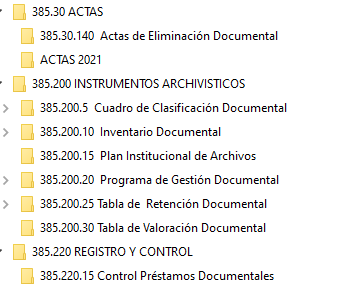 385.30 ACTAS
385.30.140 Actas de Eliminación Documental
ACTAS 2021
385.200 INSTRUMENTOS ARCHIVISTICOS
385.200.5 Cuadro de Clasificación Documental
385.200.10 Inventario Documental
385.200.15 Plan Institucional de Archivos
385.200.20 Programa de Gestión Documental
385.200.25 Tabla de Retención Documental
385.200.30 Tabla de Valoración Documental
385.220 REGISTRO Y CONTROL
385.220.15 Control Préstamos Documentales